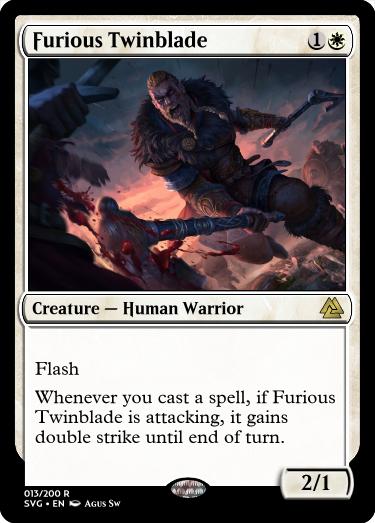 Furious Twinblade 1
Creature — Human Warrior
Flash
Whenever you cast a spell, if Furious
Twinblade is attacking, it gains
double strike until end of turn.
2/1
013/200 R
SVG • EN Agus Sw